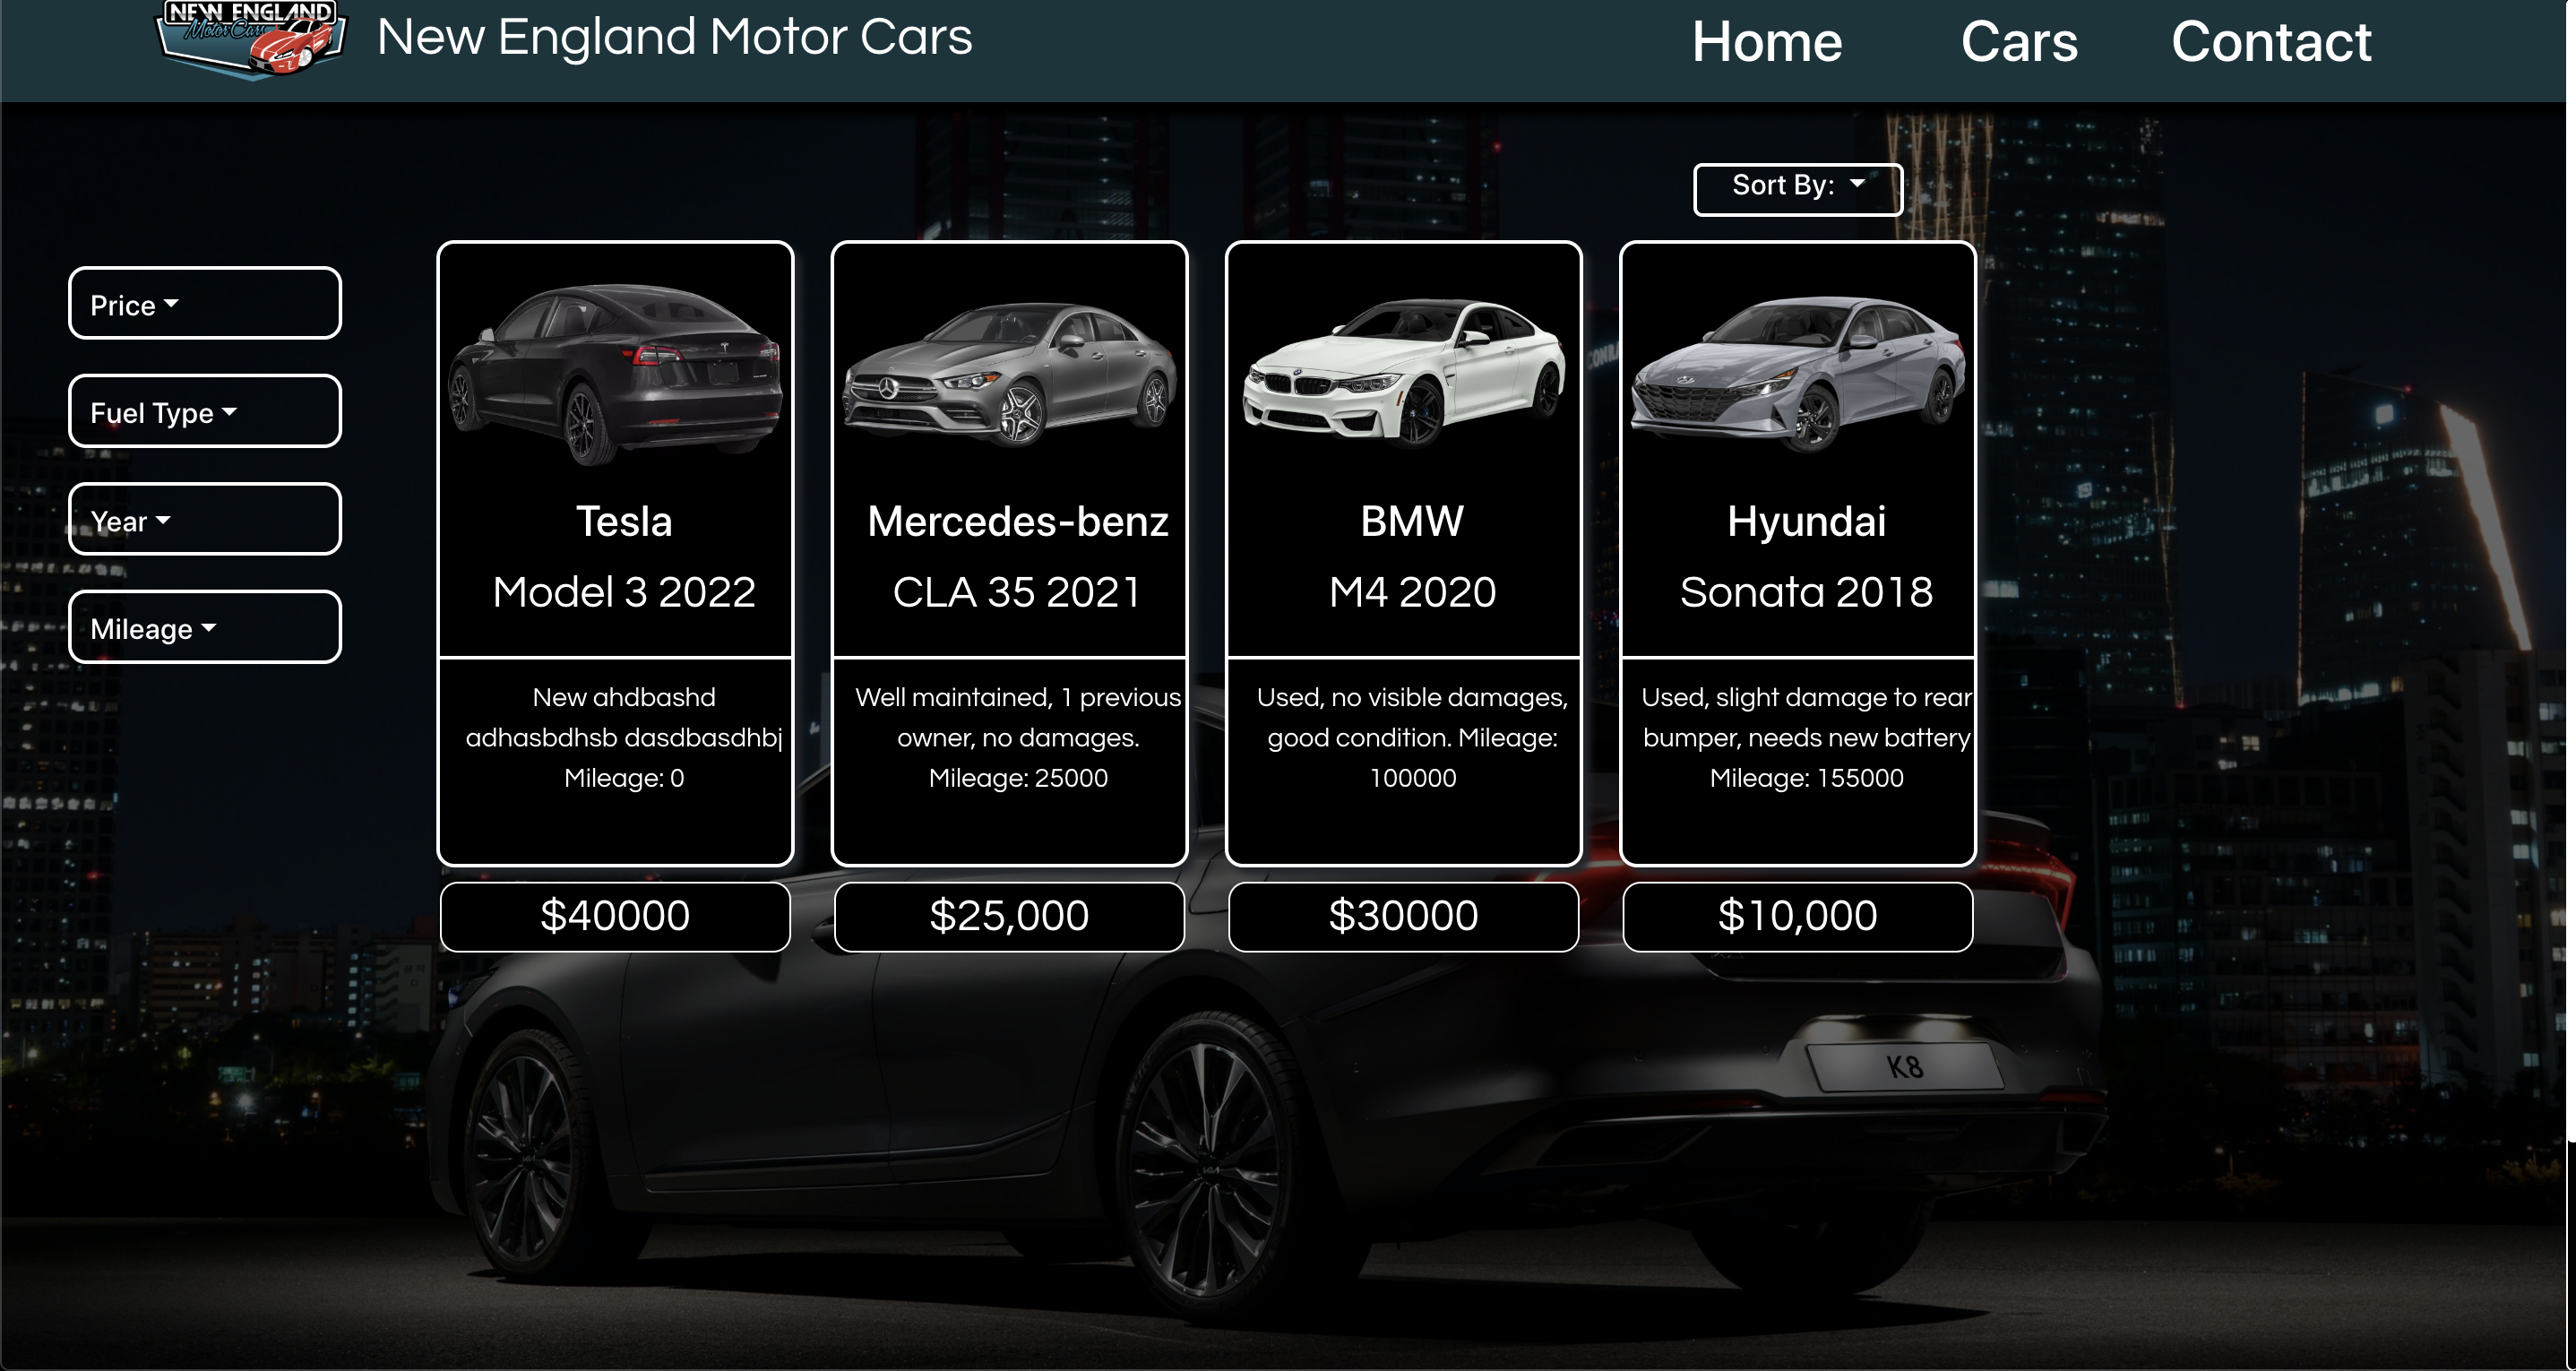 NEW ENGLAND
Motor Cars
New England Motor Cars
Home
Cars
Contact
Sort By:
Price
Fuel Type
Year
Mileage
Tesla
Model 3 2022
New ahdbashd
adhasbdhsb dasdbasdhbj
Mileage: 0
$40000
Mercedes-benz
CLA 35 2021
Well maintained, 1 previous
owner, no damages.
Mileage: 25000
$25,000
BMW
M4 2020
Used, no visible damages,
good condition. Mileage:
100000
$30000
Hyundai
Sonata 2018
Used, slight damage to rear
bumper, needs new battery
Mileage: 155000
$10,000
CONRA
K8